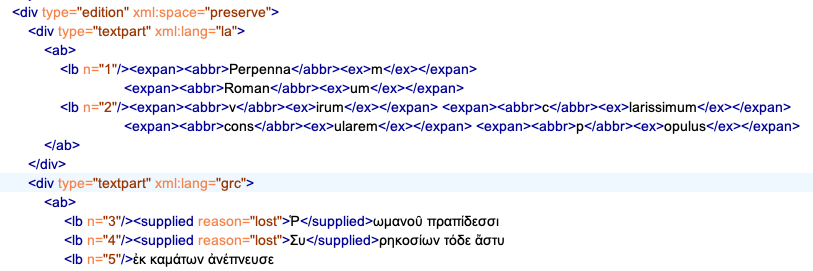 <div type="edition" xml:space="preserve">
<div type="textpart" xml:lang="la">
<ab>
<lb n="1"/><expan><abbr>Perpenna</abbr><ex>m</ex></expan>
<expan><abbr>Roman</abbr><ex>um</ex></expan>
<lb n="2"/><expan><abbr>v</abbr><ex>irum</ex></expan> <expan><abbr>c</abbr><ex>larissimum</ex></expan>
<expan><abbr>cons</abbr><ex>ularem</ex></expan> <expan><abbr>p</abbr><ex>opulus</ex></expan>
</ab>
</div>
<div type="textpart" xml:lang="grc">
<ab>
<lb n="3"/><supplied reason="lost">Ῥ</supplied>ωμανοῦ πραπίδεσσι
<lb n="4"/><supplied reason="lost">Συ</supplied>ρηκοσίων τόδε ἄστυ
<lb n="5"/>ἐκ καμάτων ἀνέπνευσε